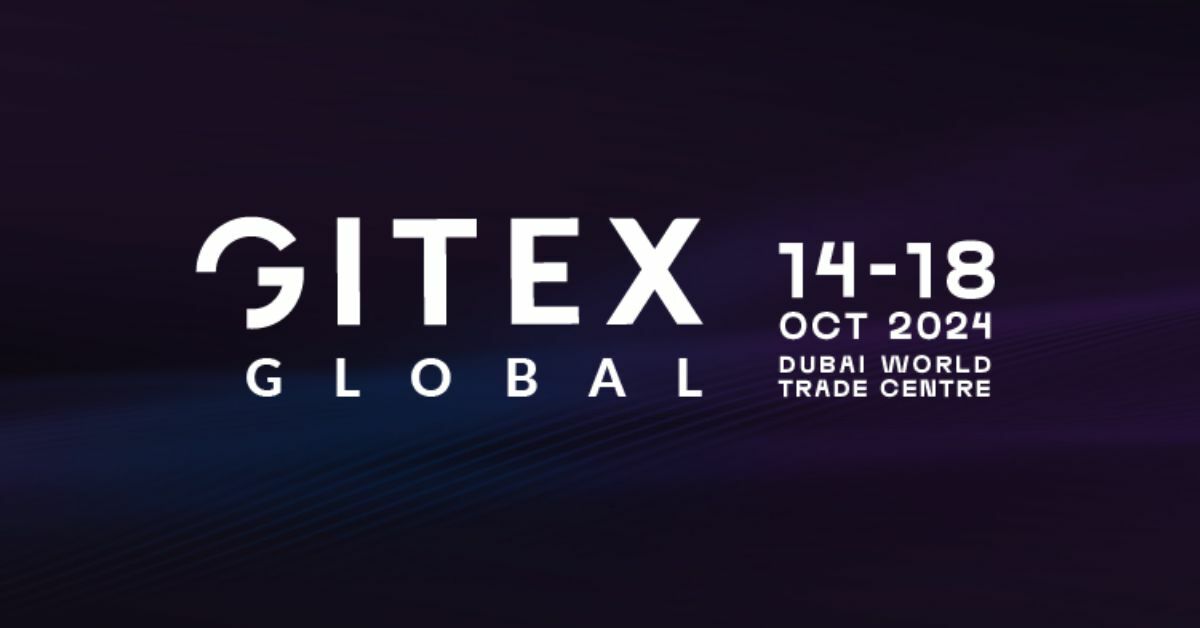 GITEX
GLOBAL
14-18
OCT 2024
DUBAI WORLD
TRADE CENTRE